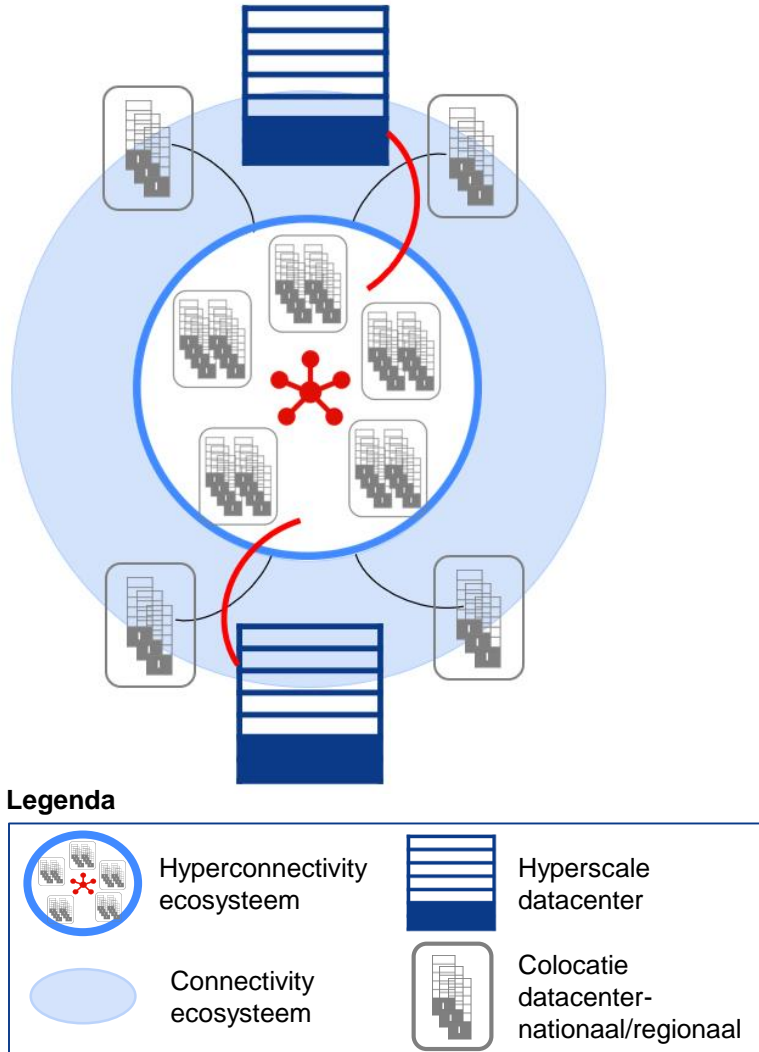 Legenda
Hyperconnectivity
ecosysteem
Hyperscale
datacenter
Connectivity
ecosysteem
Colocatie
datacenter-
nationaal/regionaal